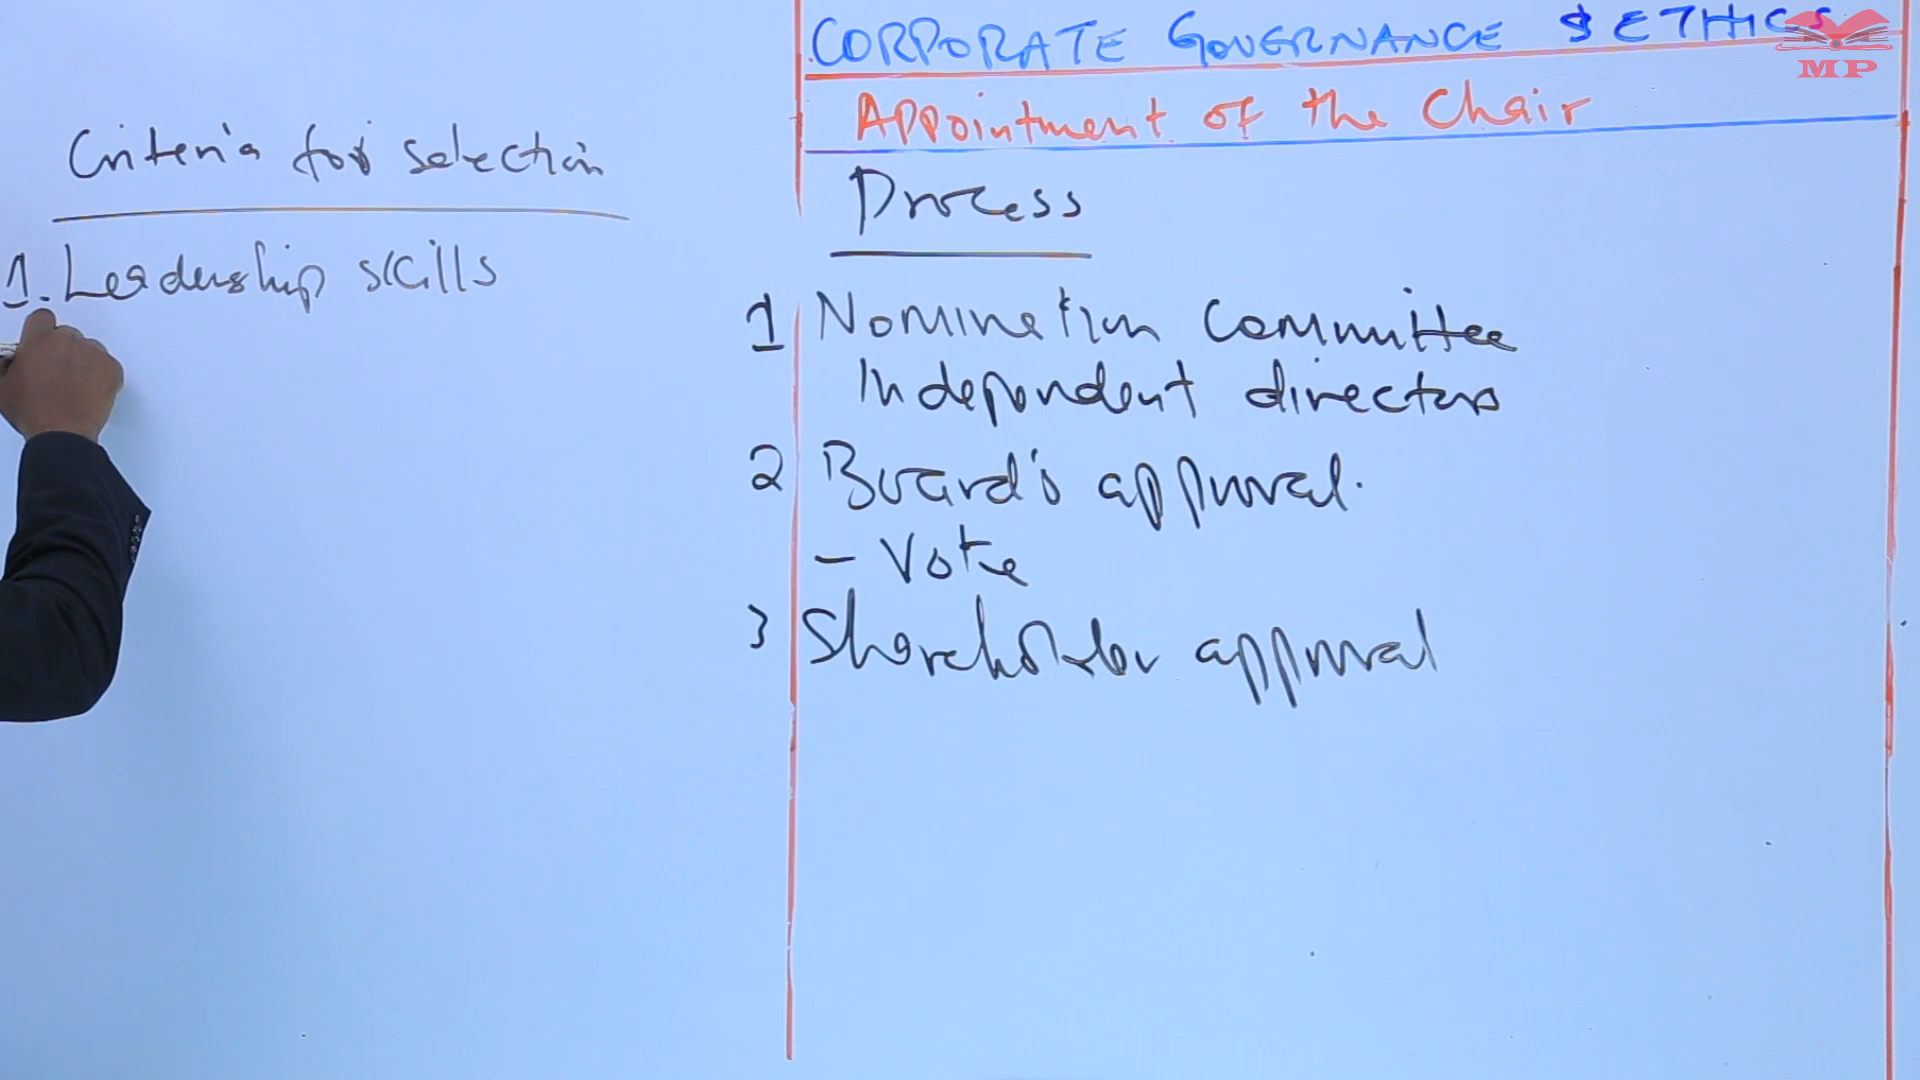 CORPORATE GOVERNANCE & ETHICS
MP
Appointment of the Chair
Process
1 Nomination Committee
Independent directors
2 Board's approval.
- Vote
3 Shareholder approval
Criteria for selection
1. Leadership skills